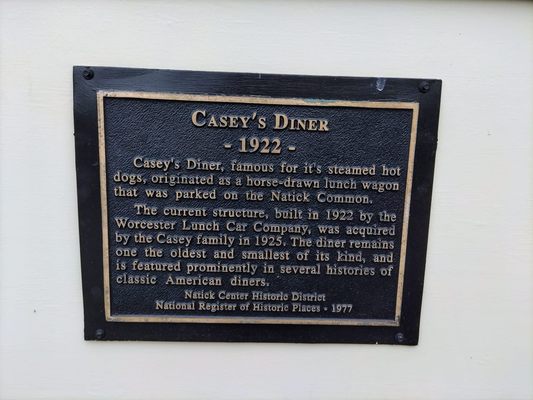 CASEY'S DINER
- 1922 -
Casey's Diner, famous for it's steamed hot
dogs, originated as a horse-drawn lunch wagon
that was parked on the Natick Common.
The current structure, built in 1922 by the
Worcester Lunch Car Company, was acquired
by the Casey family in 1925. The diner remains
one the oldest and smallest of its kind, and
is featured prominently in several histories of
classic American diners.
Natick Center Historic District
National Register of Historic Places - 1977